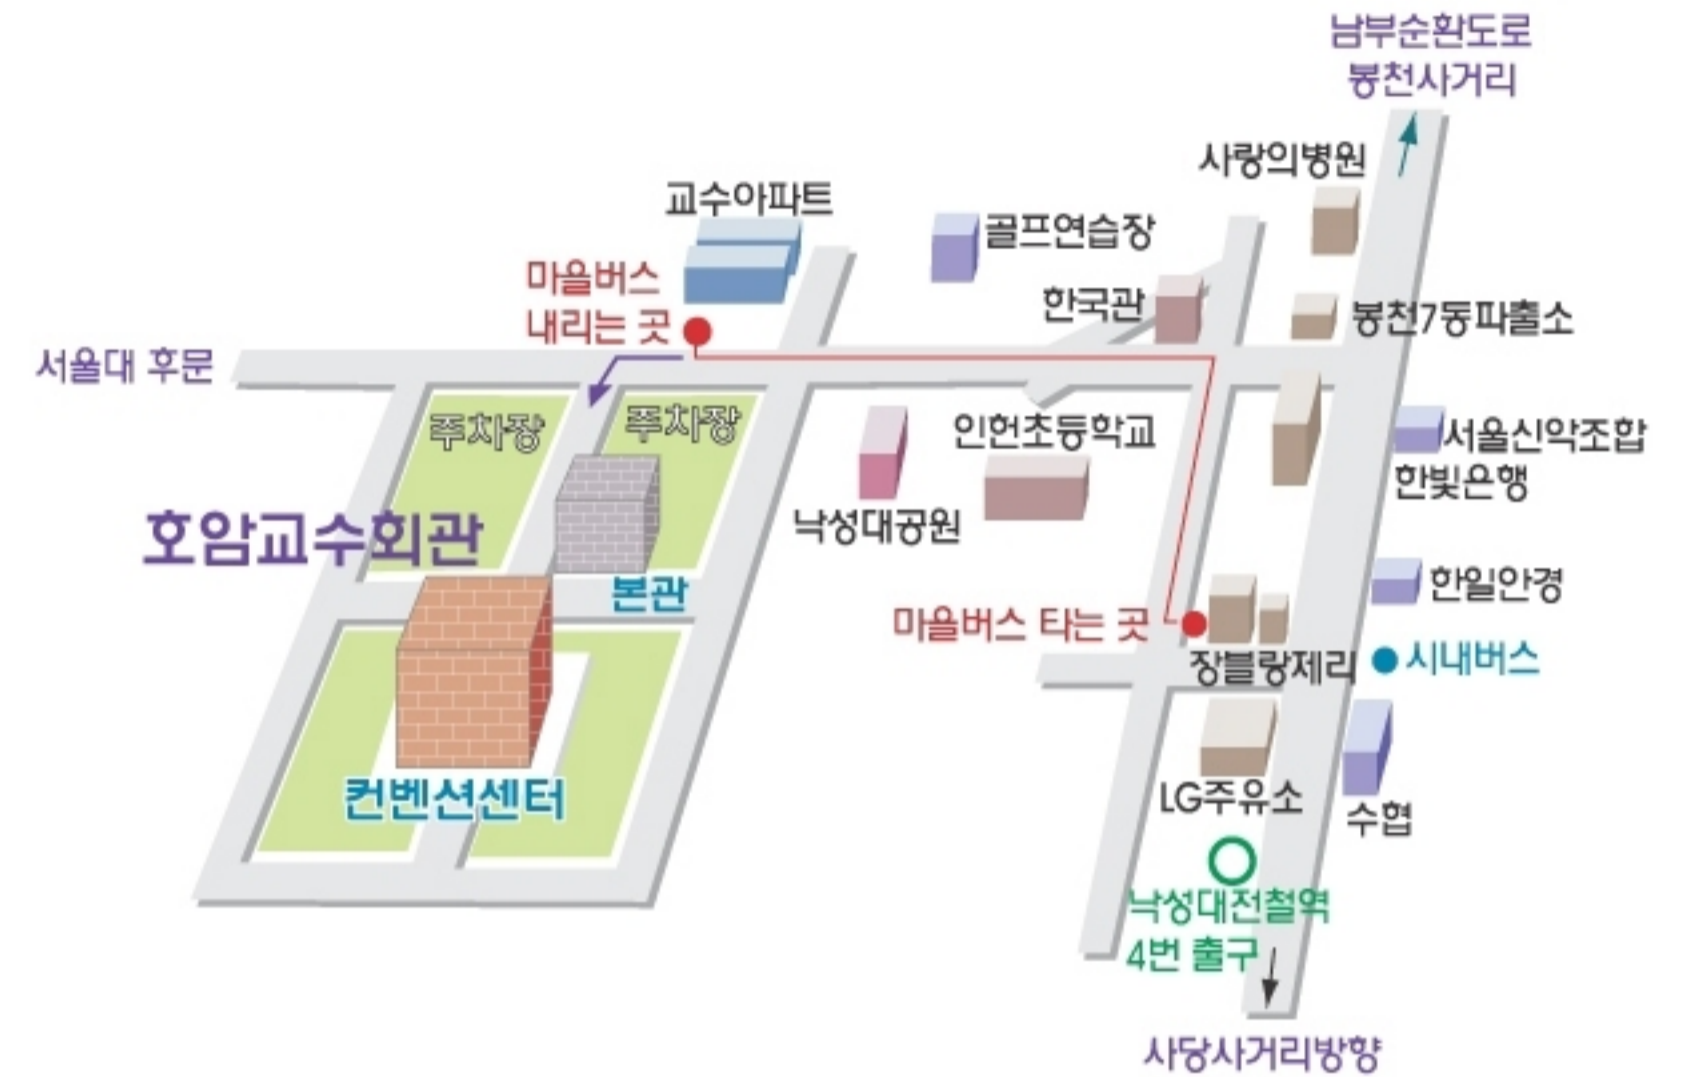 남부순환도로
봉천사거리
사랑의병원
교수아파트
골프연습장
마을버스
내리는 곳
한국관
봉천7동파출소
서울대 후문
주차장
주차장
인헌초등학교
서울신악조합
한빛은행
낙성대공원
호암교수회관
본관
한일안경
마을버스 타는 곳
장블랑제리
시내버스
컨벤션센터
LG주유소
수협
낙성대전철역
4번 출구
사당사거리방향